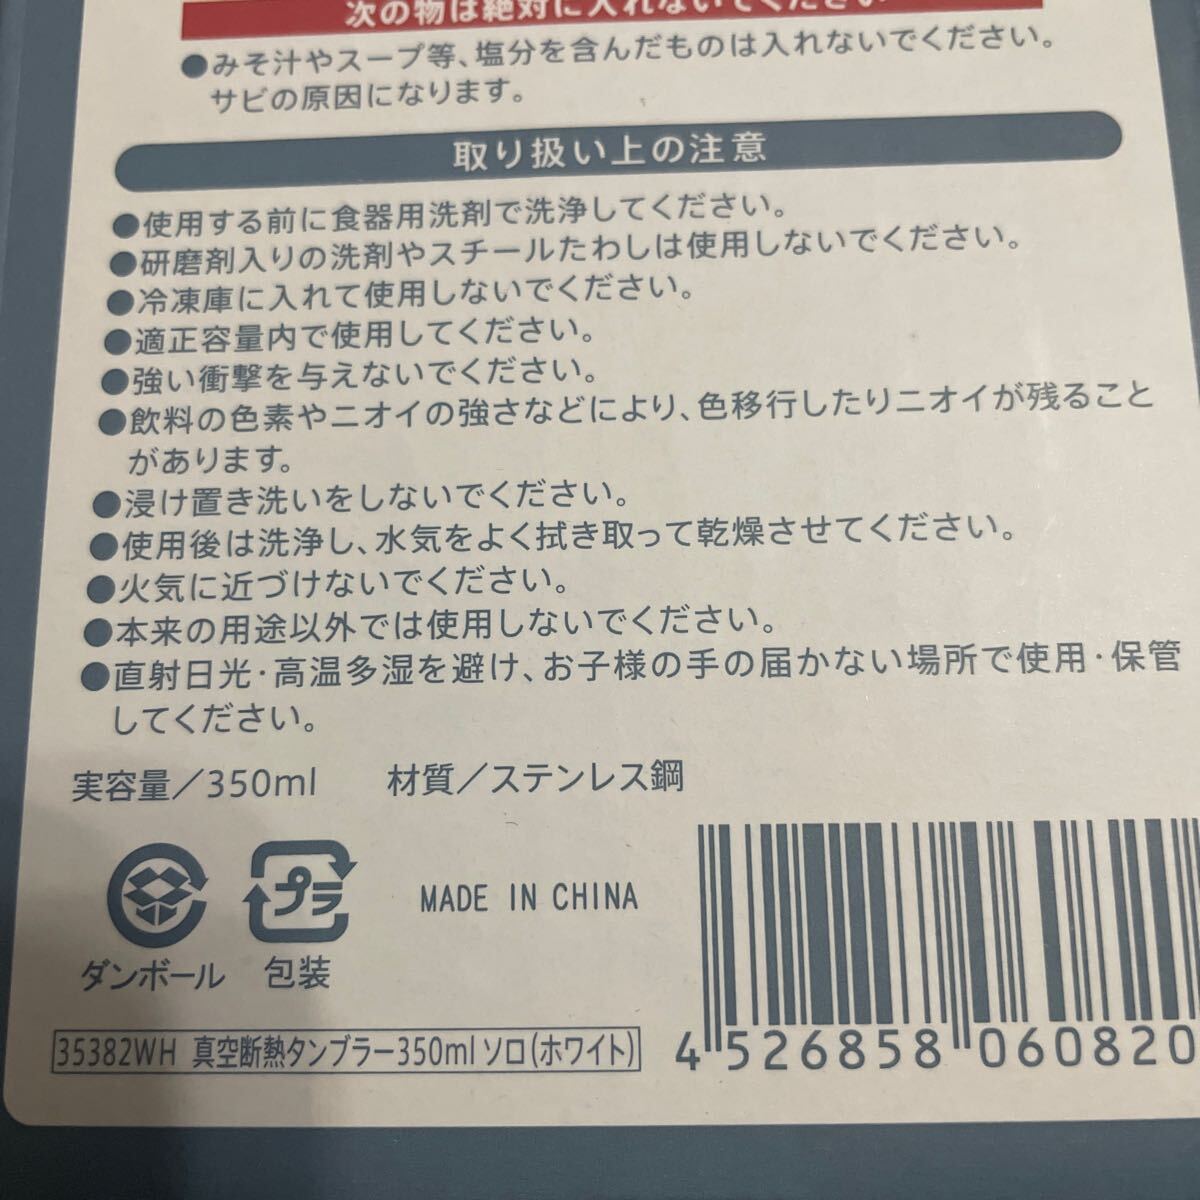 次の物は絶対に入れないでください
●みそ汁やスープ等、塩分を含んだものは入れないでください。
サビの原因になります。
取り扱い上の注意
●使用する前に食器用洗剤で洗浄してください。
●研磨剤入りの洗剤やスチールたわしは使用しないでください。
●冷凍庫に入れて使用しないでください。
●適正容量内で使用してください。
●強い衝撃を与えないでください。
●飲料の色素やニオイの強さなどにより、色移行したりニオイが残ること
があります。
●浸け置き洗いをしないでください。
●使用後は洗浄し、水気をよく拭き取って乾燥させてください。
●火気に近づけないでください。
●本来の用途以外では使用しないでください。
●直射日光・高温多湿を避け、お子様の手の届かない場所で使用・保管
してください。
実容量／350ml 材質／ステンレス鋼
プラ
MADE IN CHINA
ダンボール 包装
35382WH 真空断熱タンブラー350ml ソロ(ホワイト)
4 526858 060820